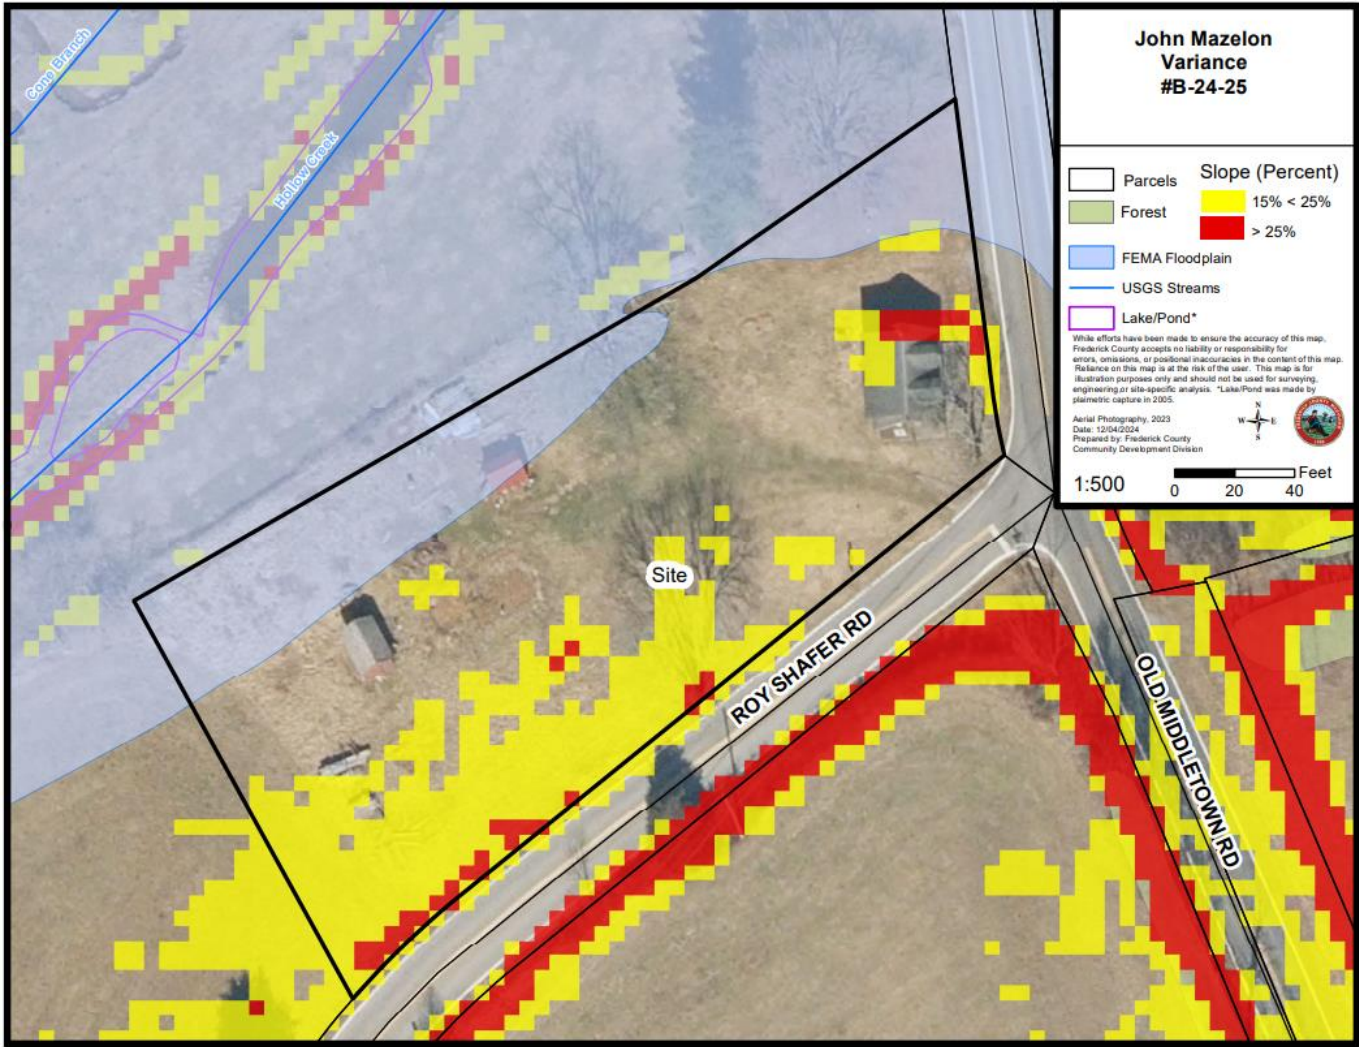 John Mazelon
Variance
#B-24-25
Parcels
Forest
FEMA Floodplain
USGS Streams
Lake/Pond*
Slope (Percent)
15% < 25%
> 25%
While efforts have been made to ensure the accuracy of this map,
Frederick County accepts no liability or responsibility for
errors, omissions, or positional inaccuracies in the content of this map.
Reliance on this map is at the risk of the user. This map is for
illustration purposes only and should not be used for surveying,
engineering,or site-specific analysis. *Lake/Pond was made by
plaimetric capture in 2005.
Aerial Photography, 2023
Date: 12/04/2024
Prepared by: Frederick County
Community Development Division
N
W E
S
1:500
Feet
0 20 40
Cone Branch
Hollow Creek
Site
ROY SHAFER RD
OLD MIDDLETOWN RD